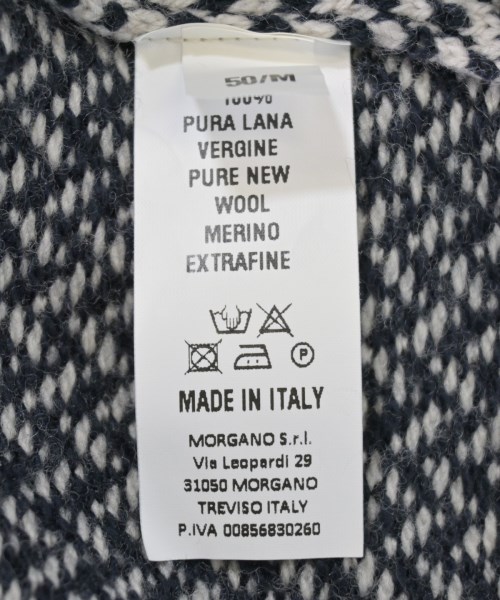 50/M
100%
PURA LANA
VERGINE
PURE NEW
WOOL
MERINO
EXTRAFINE
P
MADE IN ITALY
MORGANO S.r.l.
Via Leopardi 29
31050 MORGANO
TREVISO ITALY
P.IVA 00856830260